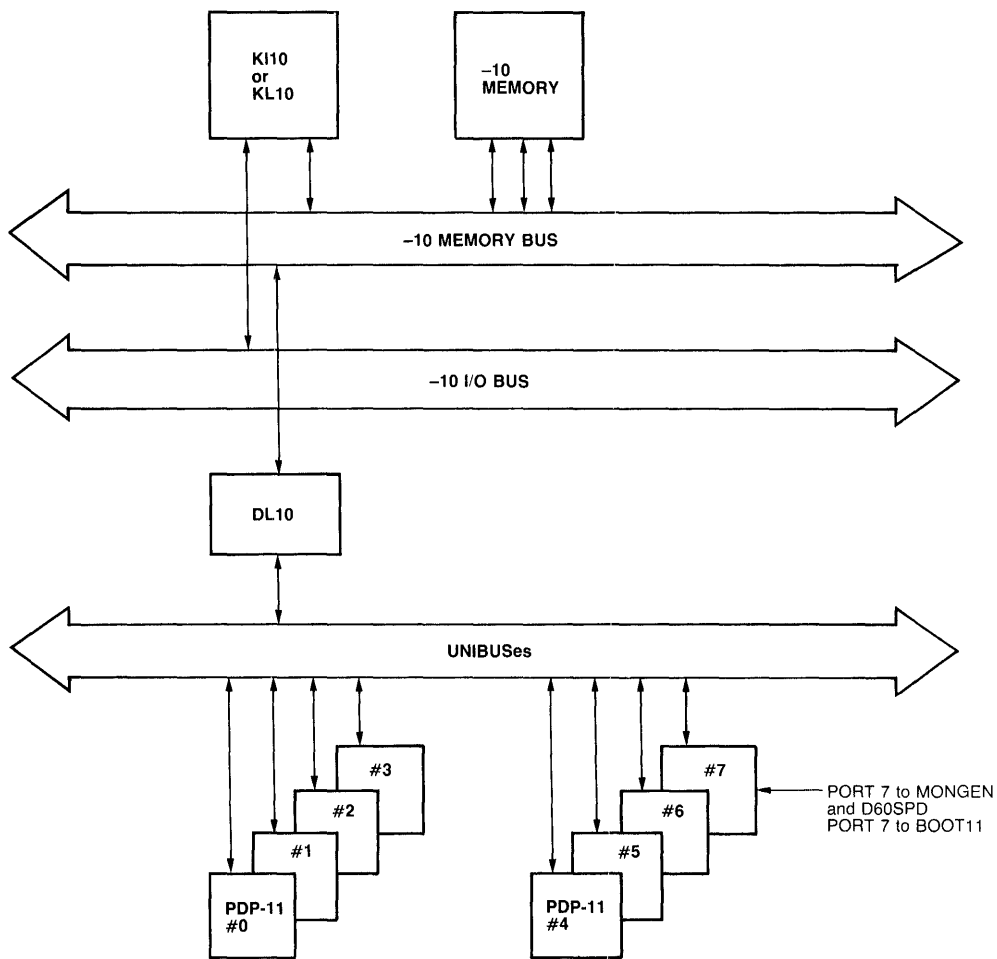 KI10
or
KL10
–10
MEMORY
–10 MEMORY BUS
–10 I/O BUS
DL10
UNIBUSes
#3
#2
#1
PDP-11
#0
#7
#6
#5
PDP-11
#4
PORT 7 to MONGEN
and D60SPD
PORT 7 to BOOT11